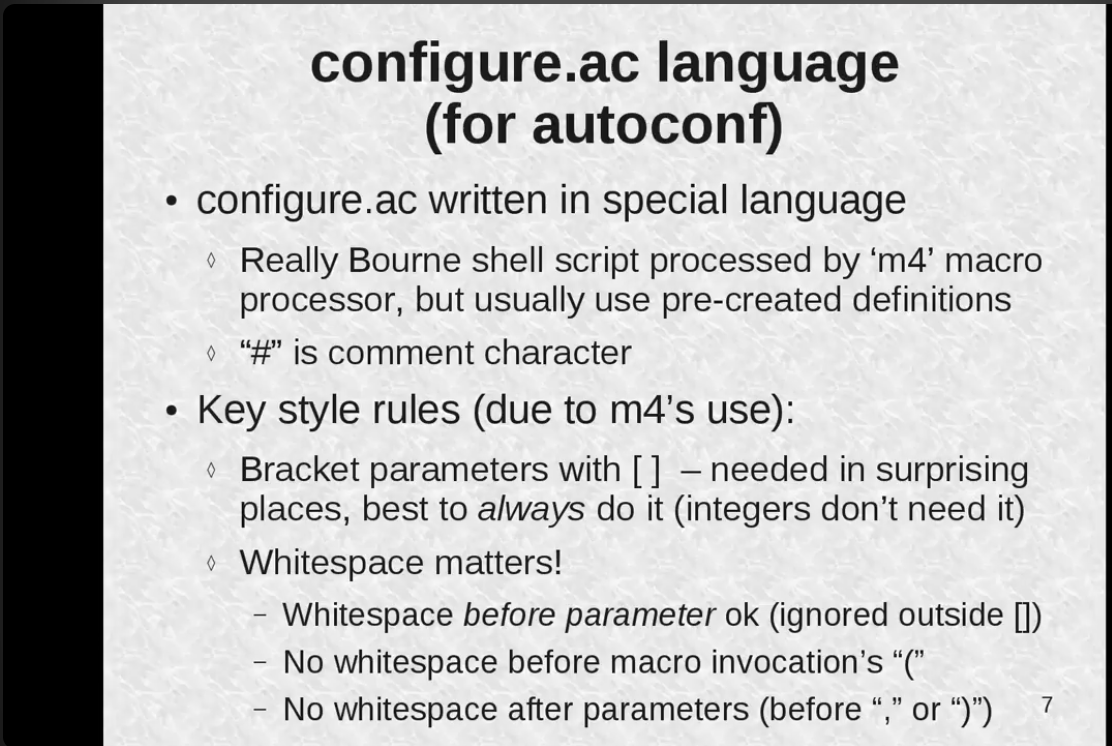 configure.ac language
(for autoconf)
• configure.ac written in special language
◊ Really Bourne shell script processed by ‘m4’ macro
processor, but usually use pre-created definitions
◊ “#” is comment character
• Key style rules (due to m4’s use):
◊ Bracket parameters with [ ] – needed in surprising
places, best to always do it (integers don’t need it)
◊ Whitespace matters!
– Whitespace before parameter ok (ignored outside [])
– No whitespace before macro invocation’s “(”
– No whitespace after parameters (before “,” or “)”)
7